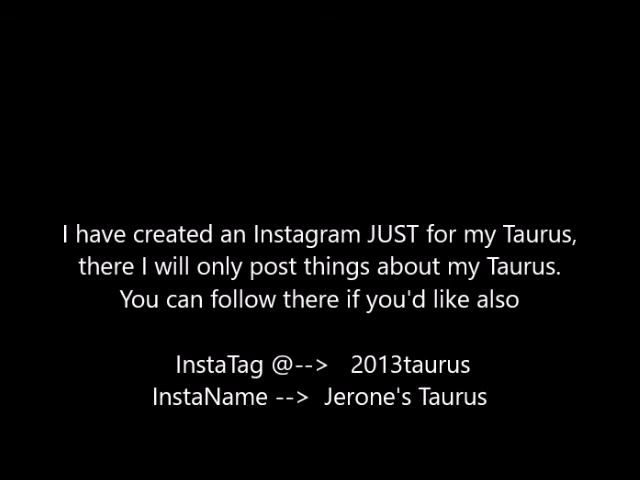 I have created an Instagram JUST for my Taurus,
there I will only post things about my Taurus.
You can follow there if you'd like also
InstaTag @--> 2013taurus
InstaName --> Jerone's Taurus